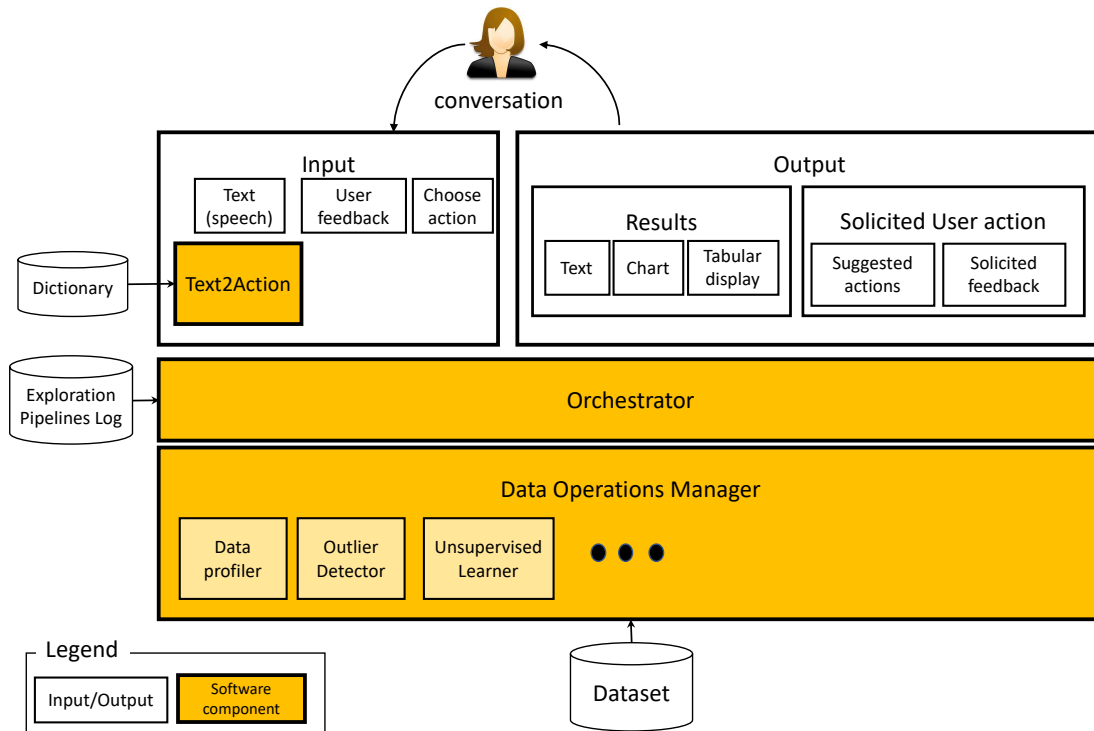 conversation
Input
Text
(speech)
User
feedback
Choose
action
Text2Action
Output
Results
Text
Chart
Tabular
display
Solicited User action
Suggested
actions
Solicited
feedback
Dictionary
Exploration
Pipelines Log
Orchestrator
Data Operations Manager
Data
profiler
Outlier
Detector
Unsupervised
Learner
Dataset
Legend
Input/Output
Software
component